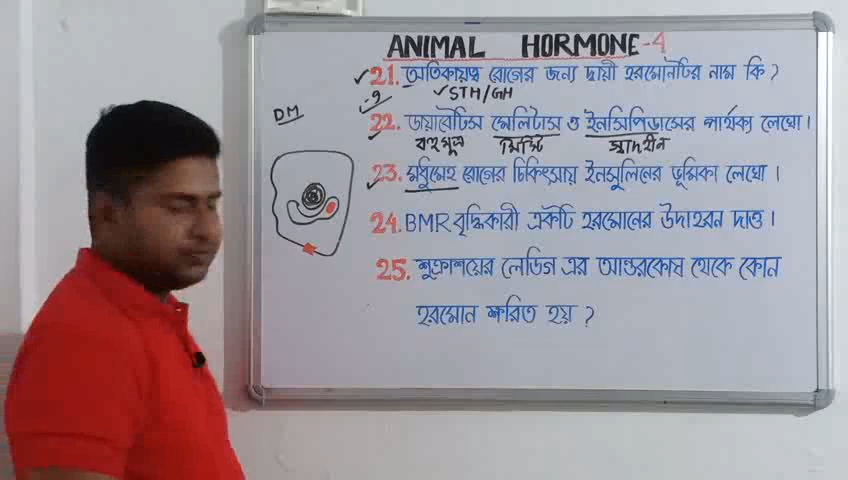 ANIMAL HORMONE-4
21. অতিকায়ত্ব রোগের জন্য দায়ী হরমোনটির নাম কি?
STH/GH
DM
22. ডায়াবেটিস মেলিটাস ও ইনসিপিডাসের পার্থক্য লেখো।
বহুমূত্র মিষ্টি স্বাদহীন
23. মধুমেহ রোগের চিকিৎসায় ইনসুলিনের ভূমিকা লেখো।
24. BMR বৃদ্ধিকারী একটি হরমোনের উদাহরন দাও।
25. শুক্রাশয়ের লেডিগ এর আন্তরকোষ থেকে কোন
হরমোন ক্ষরিত হয়?